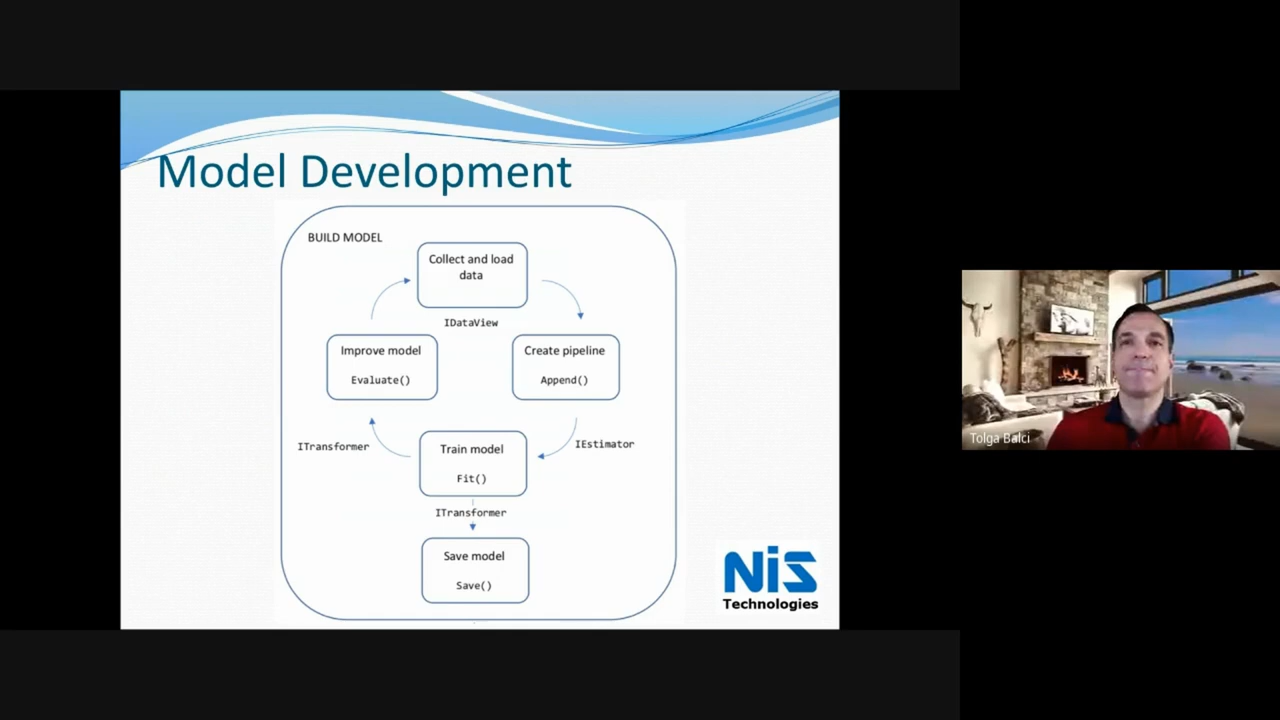 Model Development
BUILD MODEL
Collect and load
data
IDataView
Improve model
Evaluate()
Create pipeline
Append()
ITransformer
Train model
Fit()
IEstimator
ITransformer
Save model
Save()
NiS
Technologies
Tolga Balci